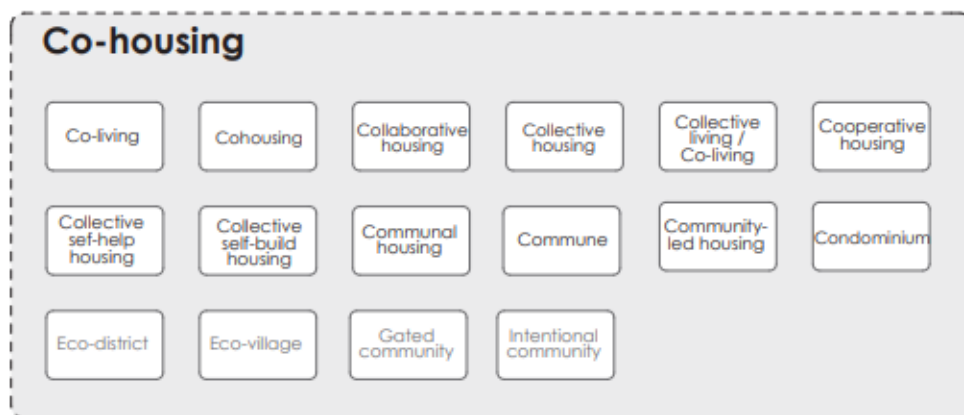 Co-housing
Co-living
Cohousing
Collaborative
housing
Collective
housing
Collective
living /
Co-living
Cooperative
housing
Collective
sef-help
housing
Collective
self-build
housing
Communal
housing
Commune
Community-
led housing
Condominium
Eco-district
Eco-village
Gated
community
Intentional
community